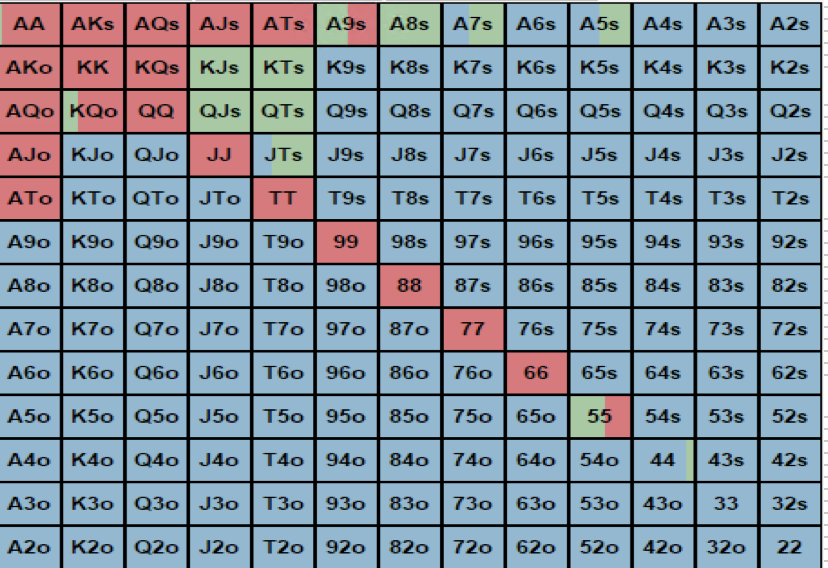 AA AKs AQs AJs ATs A9s A8s A7s A6s A5s A4s A3s A2s
AKo KK KQs KJs KTs K9s K8s K7s K6s K5s K4s K3s K2s
AQo KQo QQ QJs QTs Q9s Q8s Q7s Q6s Q5s Q4s Q3s Q2s
AJo KJo QJo JJ JTs J9s J8s J7s J6s J5s J4s J3s J2s
ATo KTo QTo JTo TT T9s T8s T7s T6s T5s T4s T3s T2s
A9o K9o Q9o J9o T9o 99 98s 97s 96s 95s 94s 93s 92s
A8o K8o Q8o J8o T8o 98o 88 87s 86s 85s 84s 83s 82s
A7o K7o Q7o J7o T7o 97o 87o 77 76s 75s 74s 73s 72s
A6o K6o Q6o J6o T6o 96o 86o 76o 66 65s 64s 63s 62s
A5o K5o Q5o J5o T5o 95o 85o 75o 65o 55 54s 53s 52s
A4o K4o Q4o J4o T4o 94o 84o 74o 64o 54o 44 43s 42s
A3o K3o Q3o J3o T3o 93o 83o 73o 63o 53o 43o 33 32s
A2o K2o Q2o J2o T2o 92o 82o 72o 62o 52o 42o 32o 22